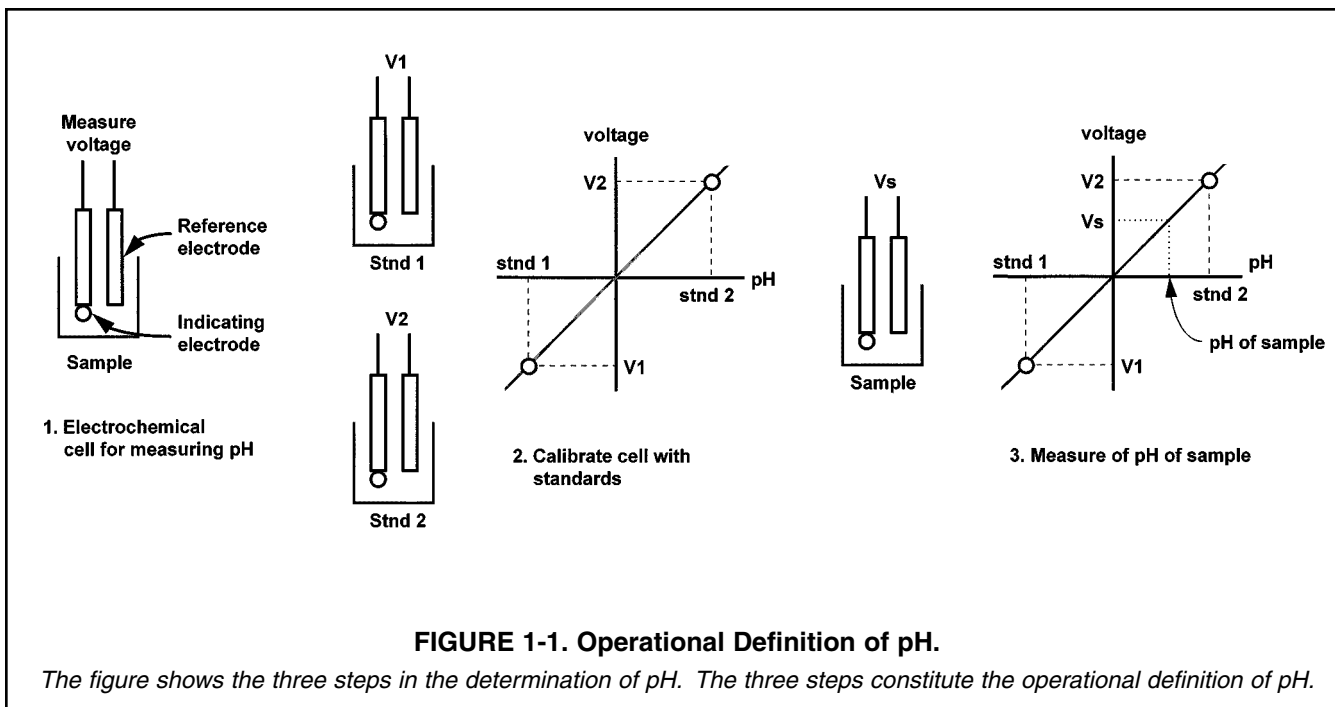 Measure
voltage
Reference
electrode
Indicating
electrode
Sample
1. Electrochemical
cell for measuring pH
V1
Stnd 1
V2
Stnd 2
voltage
V2
stnd 1
pH
stnd 2
V1
2. Calibrate cell with
standards
Vs
Sample
voltage
V2
Vs
stnd 1
pH
stnd 2
pH of sample
V1
3. Measure of pH of sample
FIGURE 1-1. Operational Definition of pH.
The figure shows the three steps in the determination of pH. The three steps constitute the operational definition of pH.